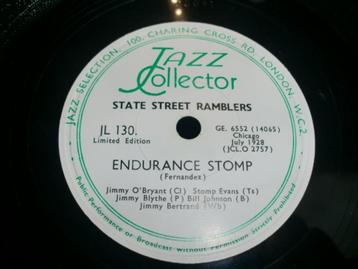 JAZZ SELECTION, 100, CHARING CROSS RD, LONDON, W.C.2
JAZZ
Collector
STATE STREET RAMBLERS
JL 130.
Limited Edition
GE. 6552 (14065)
Chicago
July 1928
(JCL.O 2757)
ENDURANCE STOMP
(Fernandez)
Jimmy O'Bryant (Cl) Stomp Evans (Ts)
Jimmy Blythe (P) Bill Johnson (B)
Jimmy Bertrand (Wb)
Public Performance or Broadcast without Permission Strictly Prohibited